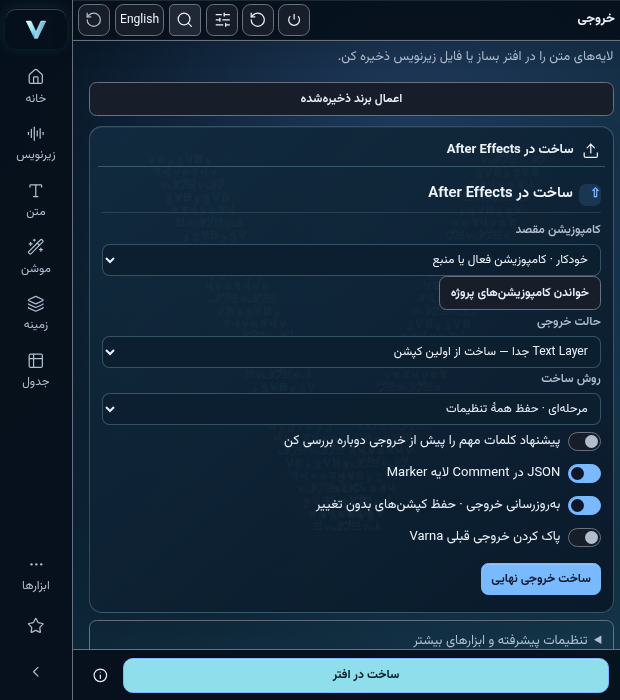 خروجی
English
لایه‌های متن را در افتر بساز یا فایل زیرنویس ذخیره کن.
اعمال برند ذخیره‌شده
ساخت در After Effects
ساخت در After Effects
کامپوزیشن مقصد
خودکار · کامپوزیشن فعال یا منبع
خواندن کامپوزیشن‌های پروژه
حالت خروجی
Text Layer جدا — ساخت از اولین کپشن
روش ساخت
مرحله‌ای · حفظ همهٔ تنظیمات
پیشنهاد کلمات مهم را پیش از خروجی دوباره بررسی کن
JSON در Comment لایه Marker
به‌روزرسانی خروجی · حفظ کپشن‌های بدون تغییر
پاک کردن خروجی قبلی Varna
ساخت خروجی نهایی
تنظیمات پیشرفته و ابزارهای بیشتر
ساخت در افتر
خانه
زیرنویس
متن
موشن
زمینه
جدول
ابزارها